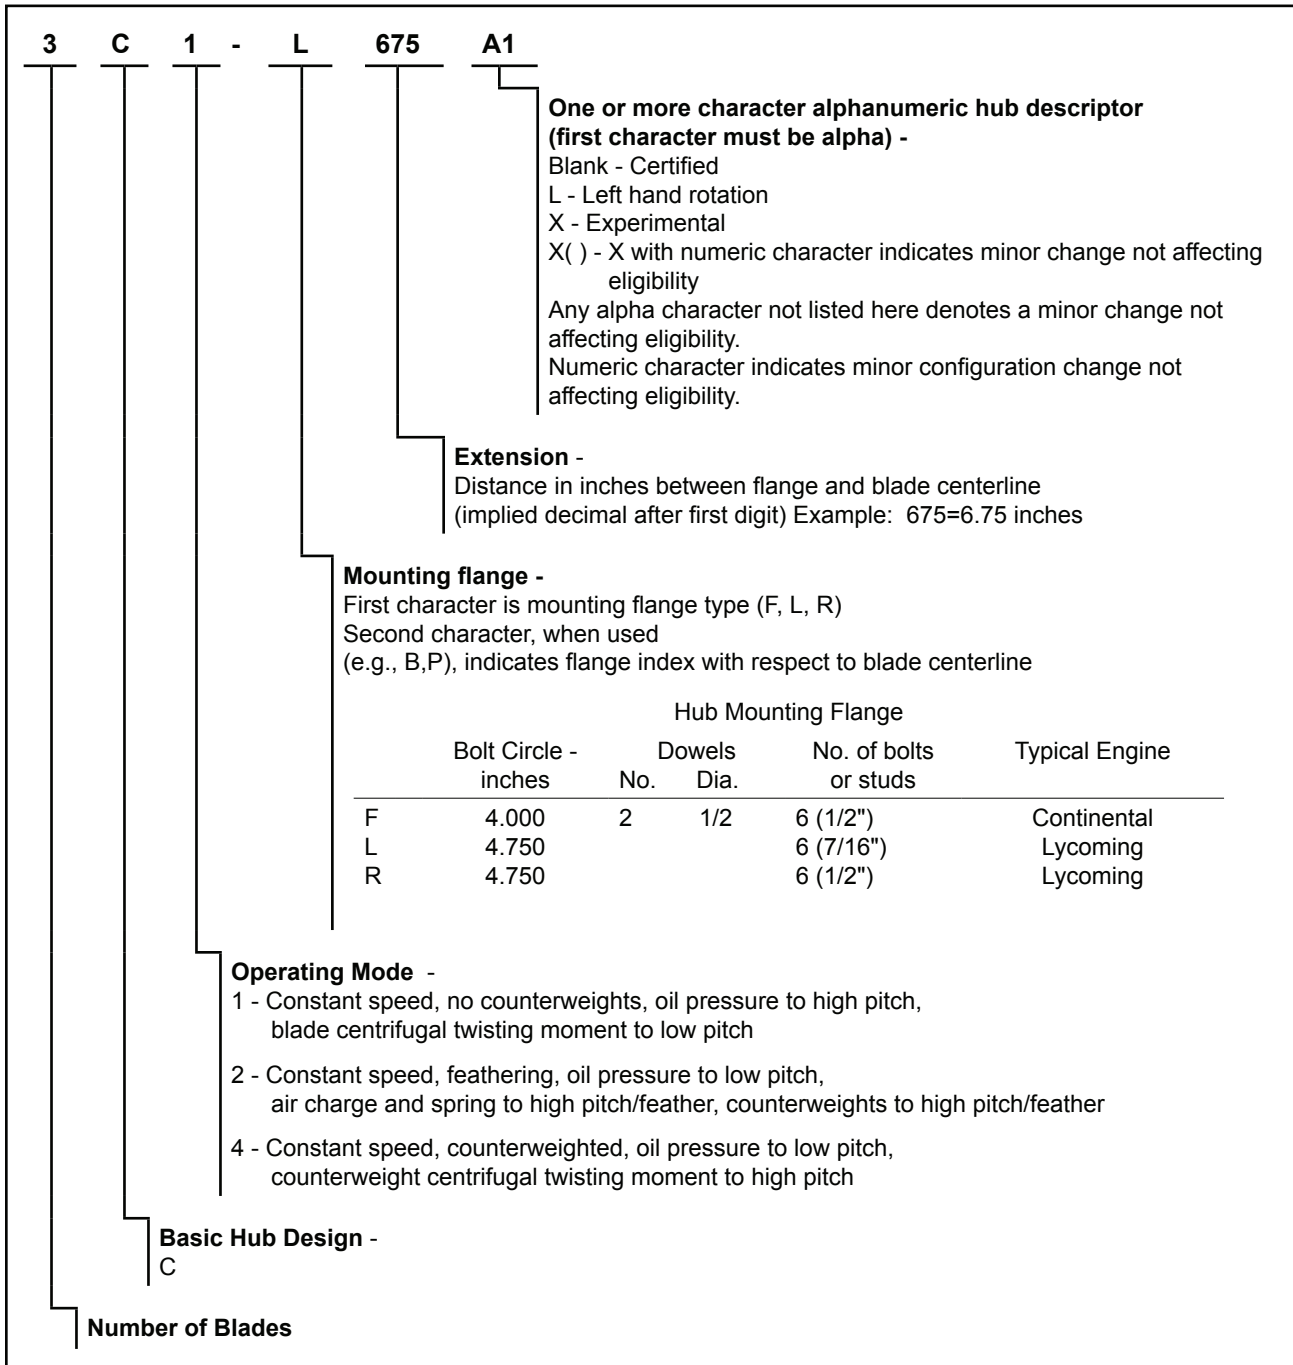 3 C 1 - L 675 A1
One or more character alphanumeric hub descriptor
(first character must be alpha) -
Blank - Certified
L - Left hand rotation
X - Experimental
X( ) - X with numeric character indicates minor change not affecting
eligibility
Any alpha character not listed here denotes a minor change not
affecting eligibility.
Numeric character indicates minor configuration change not
affecting eligibility.
Extension -
Distance in inches between flange and blade centerline
(implied decimal after first digit) Example: 675=6.75 inches
Mounting flange -
First character is mounting flange type (F, L, R)
Second character, when used
(e.g., B,P), indicates flange index with respect to blade centerline
Hub Mounting Flange
Bolt Circle - Dowels No. of bolts Typical Engine
inches No. Dia. or studs
F 4.000 2 1/2 6 (1/2") Continental
L 4.750 6 (7/16") Lycoming
R 4.750 6 (1/2") Lycoming
Operating Mode -
1 - Constant speed, no counterweights, oil pressure to high pitch,
blade centrifugal twisting moment to low pitch
2 - Constant speed, feathering, oil pressure to low pitch,
air charge and spring to high pitch/feather, counterweights to high pitch/feather
4 - Constant speed, counterweighted, oil pressure to low pitch,
counterweight centrifugal twisting moment to high pitch
Basic Hub Design -
C
Number of Blades